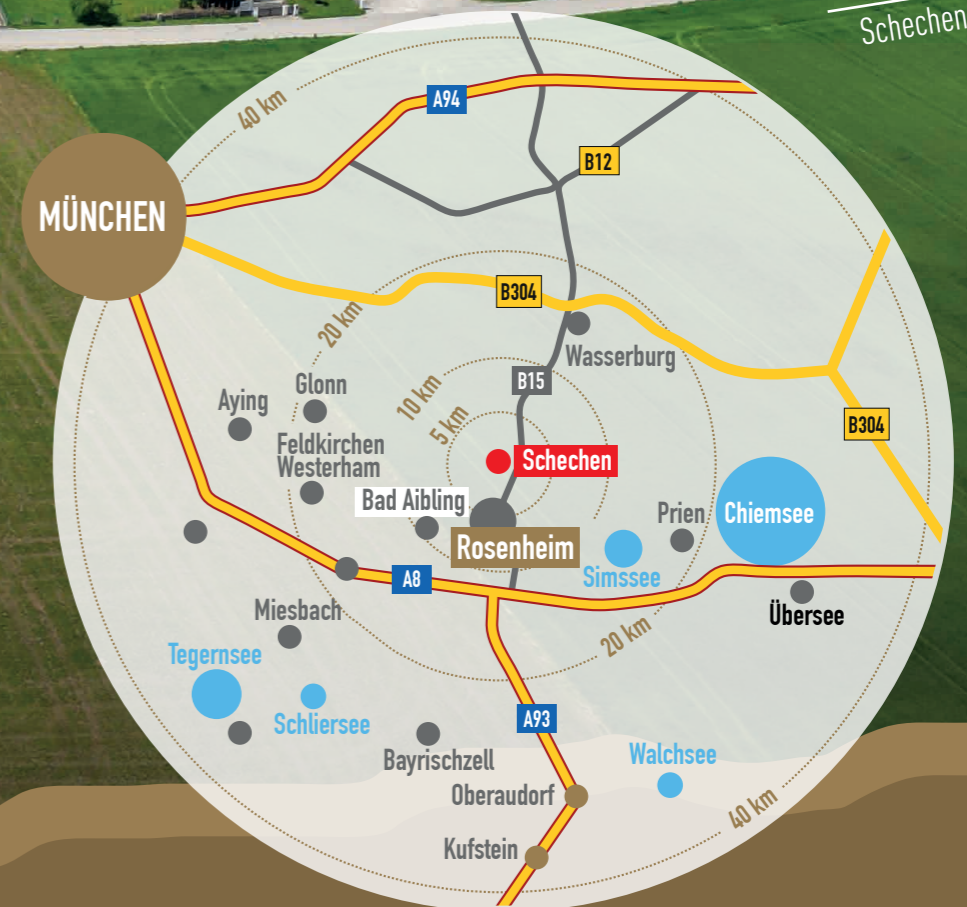 Schechen
40 km
A94
B12
MÜNCHEN
B304
20 km
Wasserburg
B15
10 km
5 km
Glonn
Aying
Feldkirchen
Westerham
B304
Schechen
Bad Aibling
Prien
Chiemsee
Rosenheim
Simssee
A8
Übersee
Miesbach
20 km
Tegernsee
Schliersee
A93
Bayrischzell
Walchsee
Oberaudorf
40 km
Kufstein